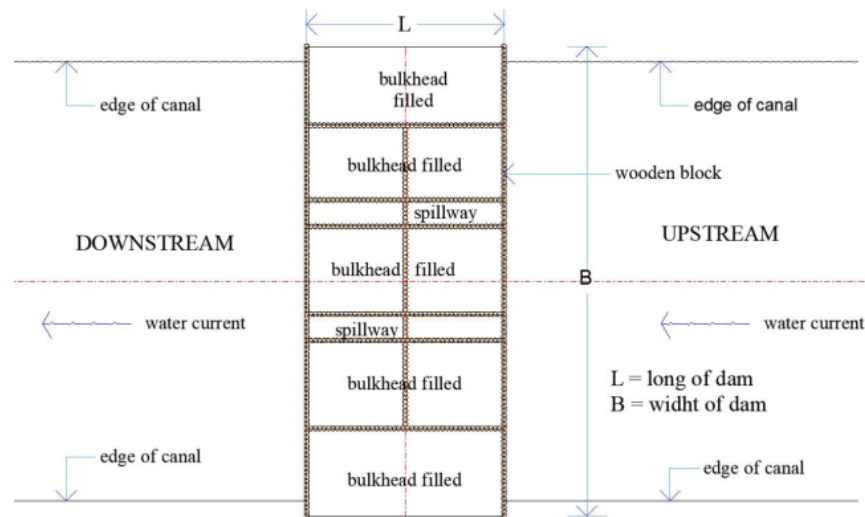 L
bulkhead
filled
edge of canal
edge of canal
bulkhead filled
wooden block
spillway
DOWNSTREAM
UPSTREAM
bulkhead filled
B
water current
spillway
water current
L = long of dam
B = widht of dam
bulkhead filled
edge of canal
edge of canal
bulkhead filled